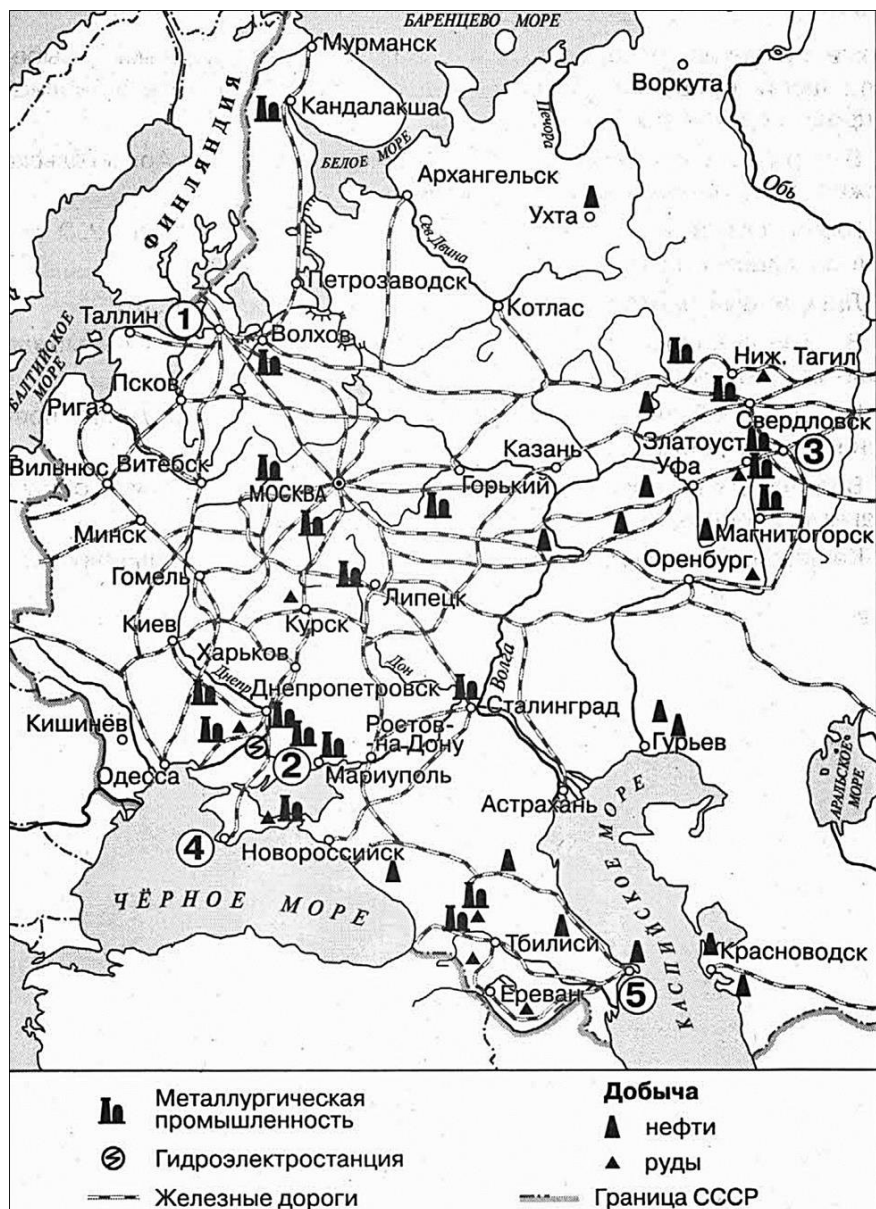 БАРЕНЦЕВО МОРЕ
Мурманск
Воркута
Кандалакша
Печора
ФИНЛЯНДИЯ
БЕЛОЕ МОРЕ
Архангельск
Обь
Ухта
Сев. Двина
Петрозаводск
Котлас
Таллин
1
Волхов
БАЛТИЙСКОЕ
МОРЕ
Псков
Ниж. Тагил
Рига
Свердловск
Казань
Златоуст
3
Вильнюс
Витебск
МОСКВА
Горький
Уфа
Минск
Магнитогорск
Оренбург
Гомель
Липецк
Киев
Курск
Харьков
Дон
Волга
Днепр
Днепропетровск
Сталинград
Кишинёв
Ростов-
-на-Дону
Гурьев
Одесса
2
Мариуполь
Астрахань
АРАЛЬСКОЕ
МОРЕ
4
Новороссийск
ЧЁРНОЕ МОРЕ
КАСПИЙСКОЕ МОРЕ
Тбилиси
Красноводск
Ереван
5
Металлургическая
промышленность
Гидроэлектростанция
Железные дороги
Добыча
нефти
руды
Граница СССР